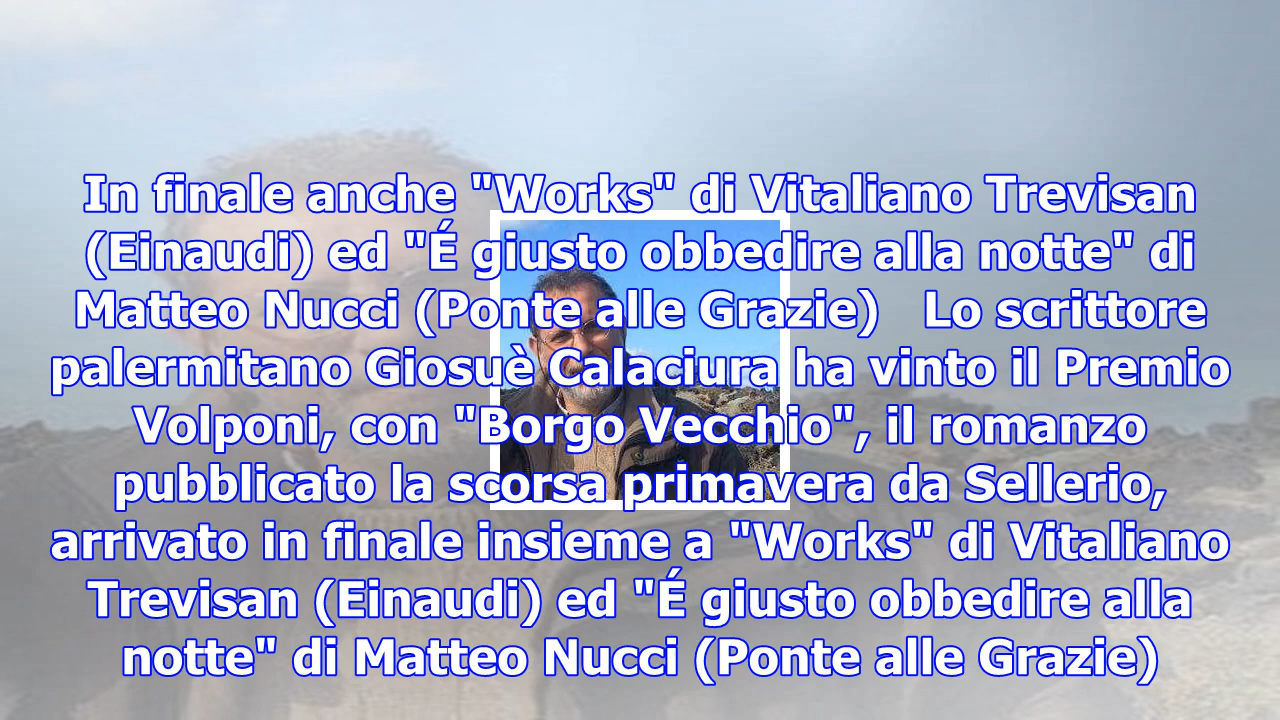 In finale anche "Works" di Vitaliano Trevisan
(Einaudi) ed "É giusto obbedire alla notte" di
Matteo Nucci (Ponte alle Grazie)   Lo scrittore
palermitano Giosuè Calaciura ha vinto il Premio
Volponi, con "Borgo Vecchio", il romanzo
pubblicato la scorsa primavera da Sellerio,
arrivato in finale insieme a "Works" di Vitaliano
Trevisan (Einaudi) ed "É giusto obbedire alla
notte" di Matteo Nucci (Ponte alle Grazie)